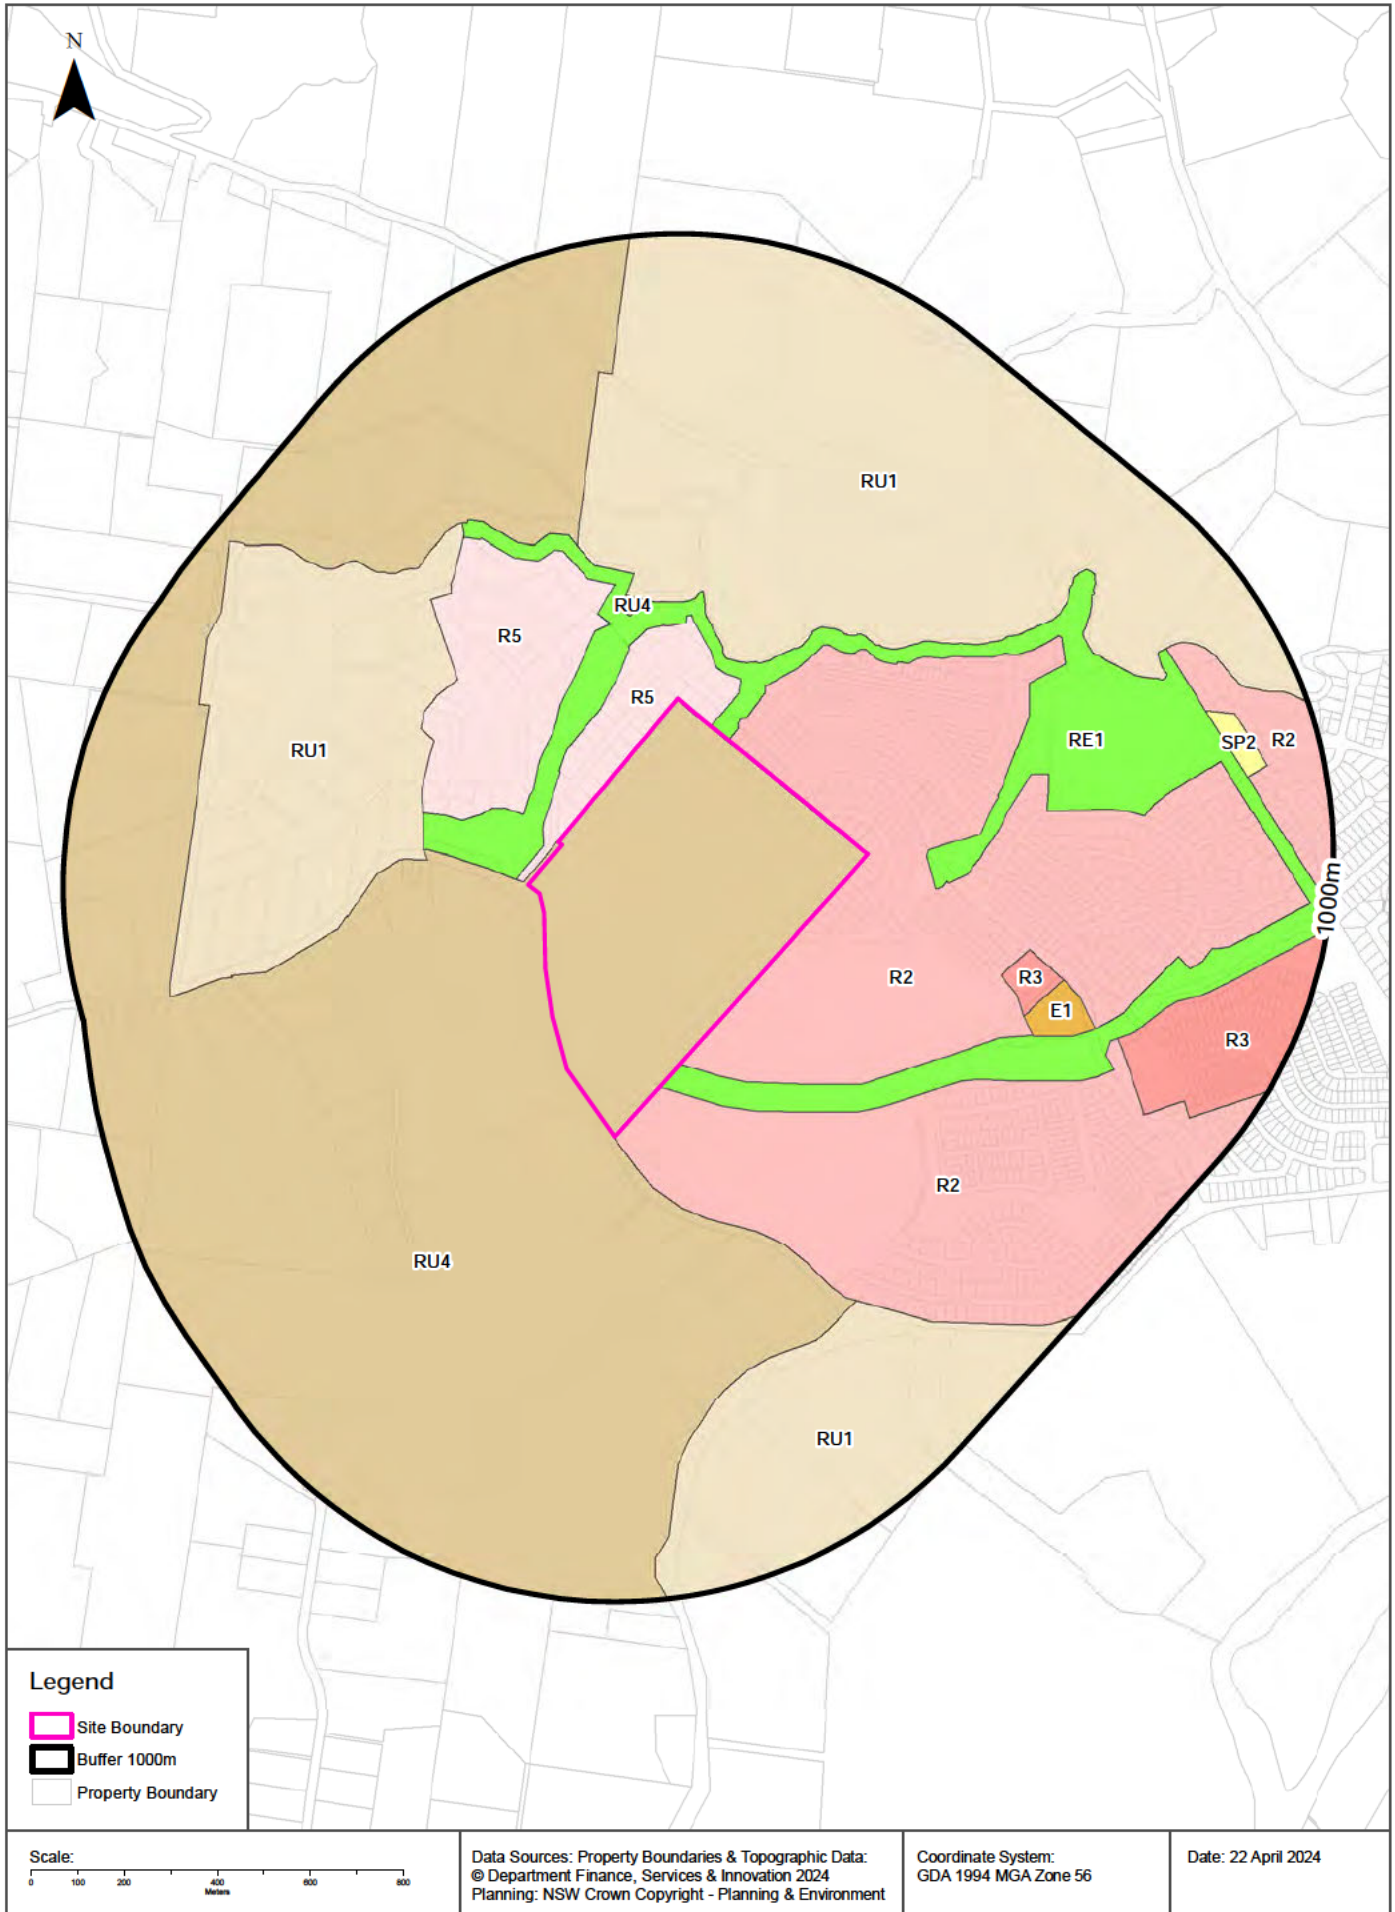 N
RU1
RU4
R5
R5
RU1
RE1
SP2
R2
1000m
R2
R3
E1
R3
R2
RU4
RU1
Legend
Site Boundary
Buffer 1000m
Property Boundary
Scale:
0 100 200 400 600 800
Meters
Data Sources: Property Boundaries & Topographic Data:
© Department Finance, Services & Innovation 2024
Planning: NSW Crown Copyright - Planning & Environment
Coordinate System:
GDA 1994 MGA Zone 56
Date: 22 April 2024